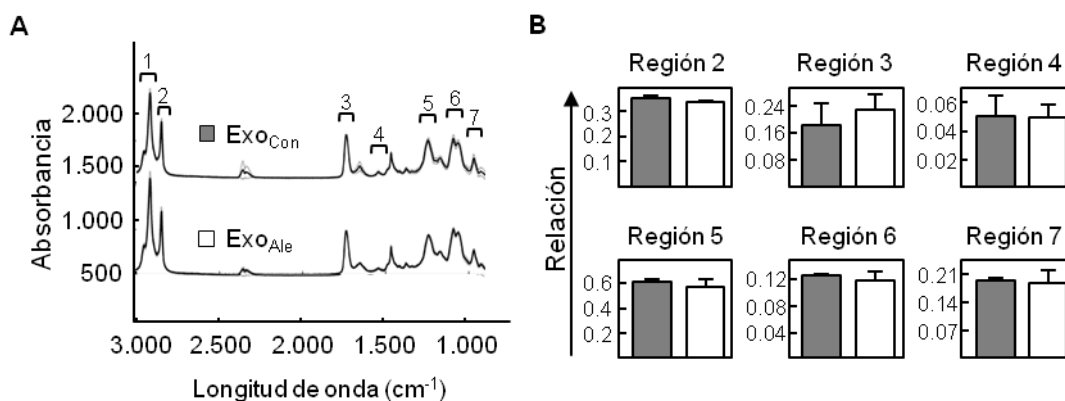 A
Absorbancia
2.000
1.500
1.000
500
1
2
3
4
5
6
7
ExoCon
ExoAle
3.000
2.500
2.000
1.500
1.000
Longitud de onda (cm-1)
B
Relación
Región 2
0.3
0.2
0.1
Región 3
0.24
0.16
0.08
Región 4
0.06
0.04
0.02
Región 5
0.6
0.4
0.2
Región 6
0.12
0.08
0.04
Región 7
0.21
0.14
0.07